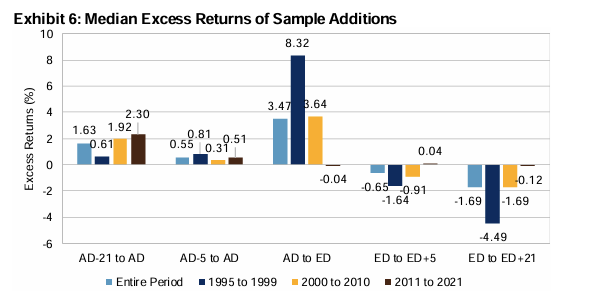 Exhibit 6: Median Excess Returns of Sample Additions
10
8
6
4
2
0
-2
-4
-6
Excess Returns (%)
1.63
0.61
1.92
2.30
0.55
0.81
0.31
0.51
3.47
8.32
3.64
-0.04
-0.65
-1.64
-0.91
0.04
-1.69
-4.49
-1.69
-0.12
AD-21 to AD
AD-5 to AD
AD to ED
ED to ED+5
ED to ED+21
Entire Period
1995 to 1999
2000 to 2010
2011 to 2021